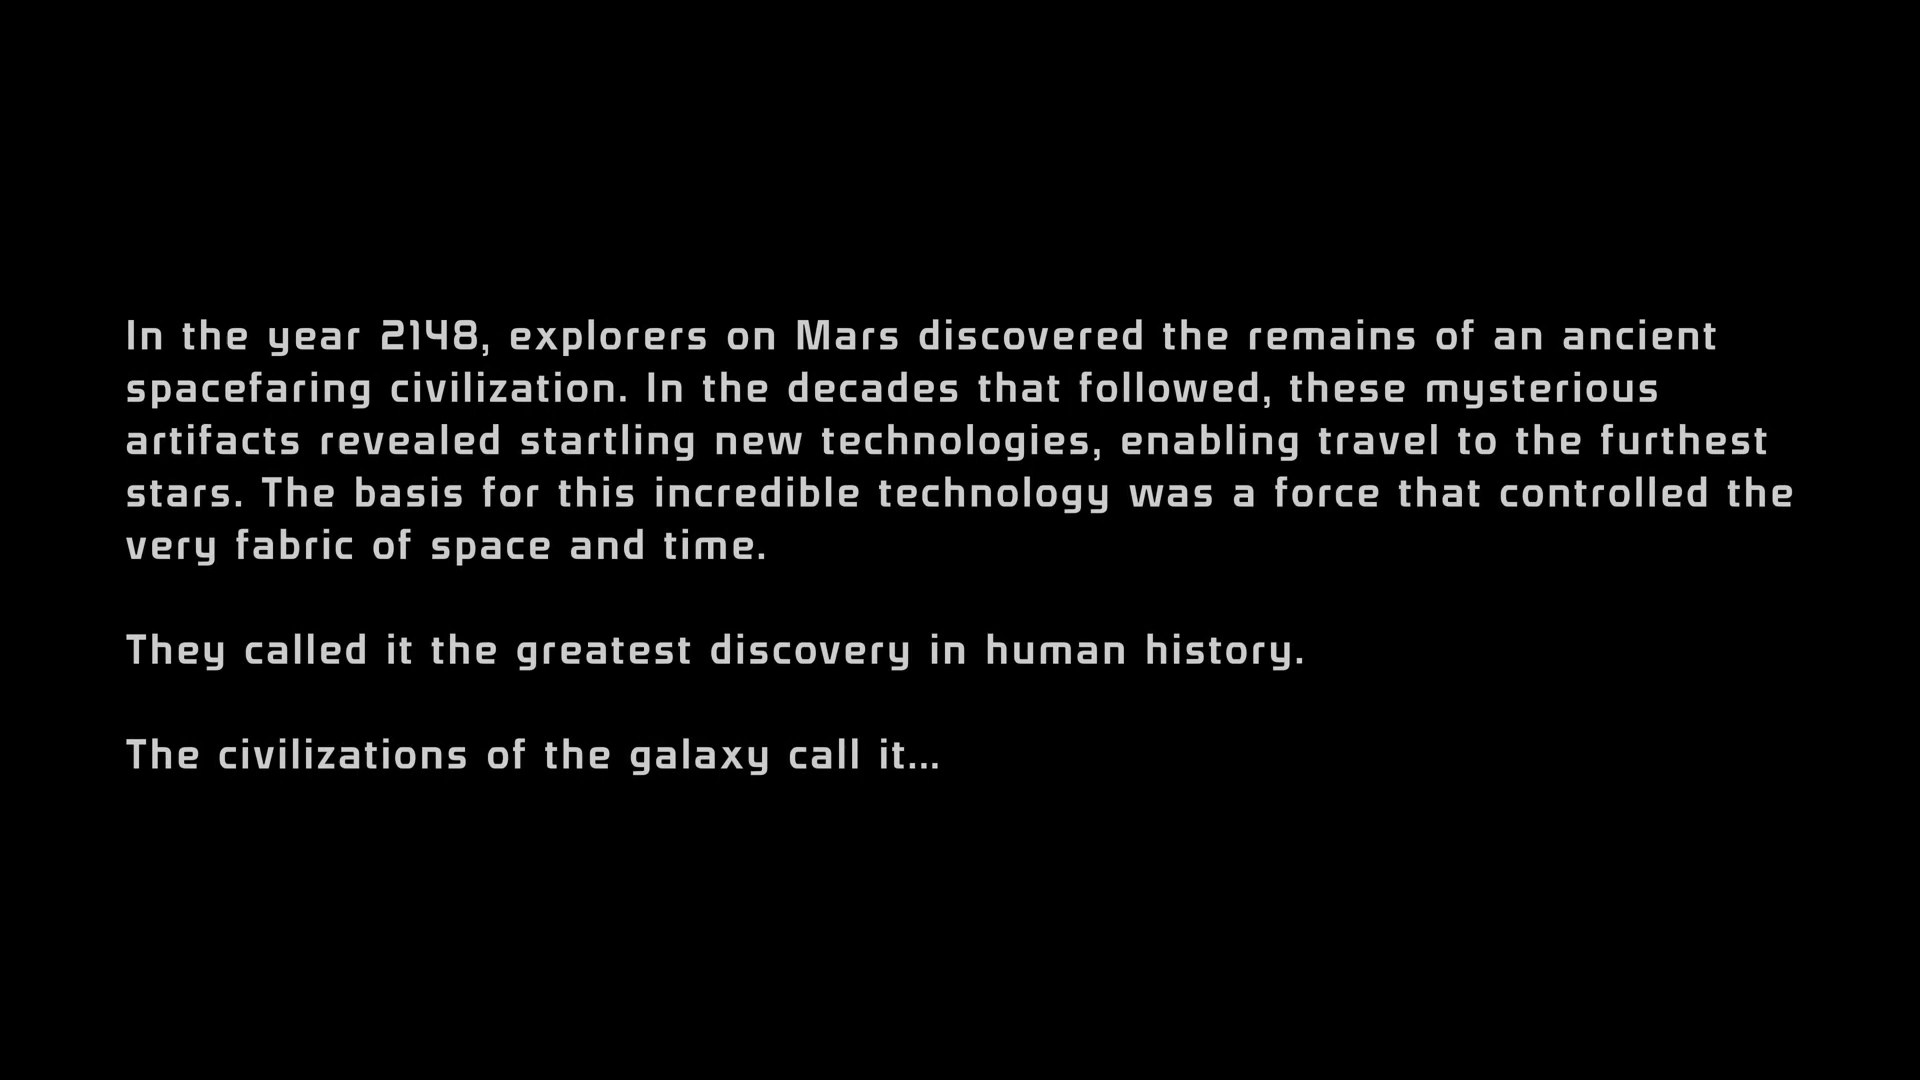 In the year 2148, explorers on Mars discovered the remains of an ancient
spacefaring civilization. In the decades that followed, these mysterious
artifacts revealed startling new technologies, enabling travel to the furthest
stars. The basis for this incredible technology was a force that controlled the
very fabric of space and time.
They called it the greatest discovery in human history.
The civilizations of the galaxy call it...